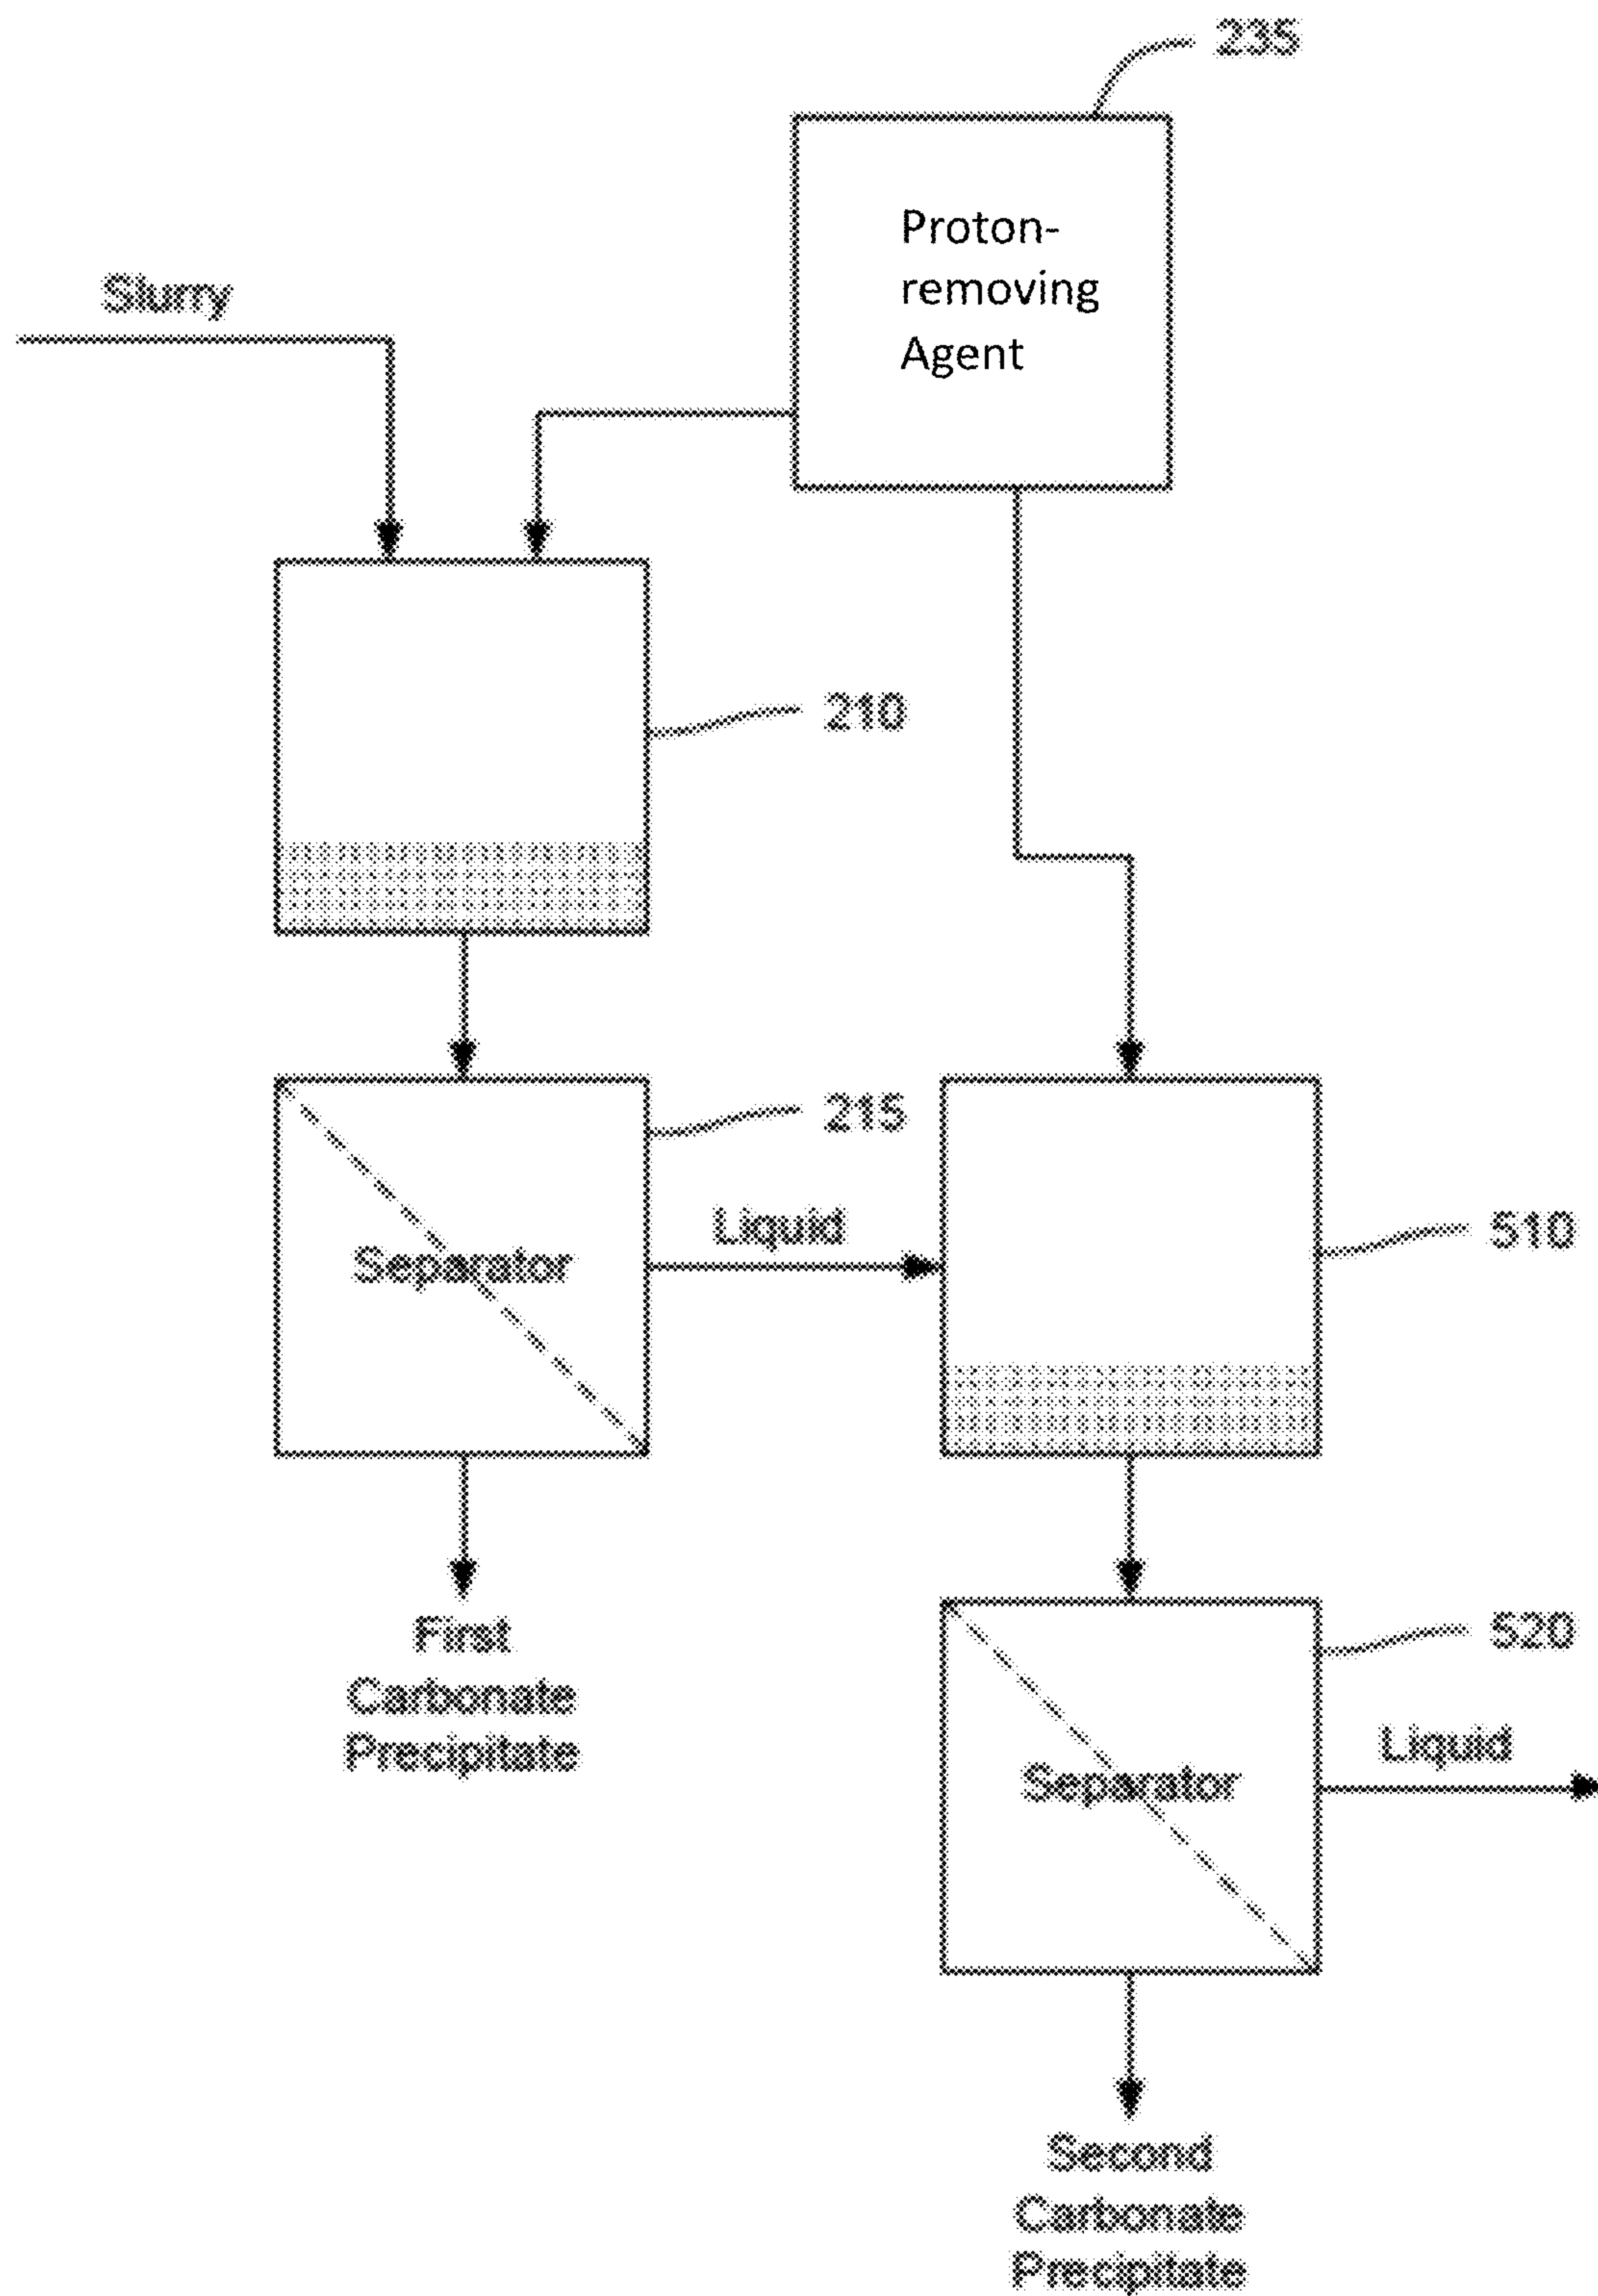 235
Proton-
removing
Agent
Slurry
210
215
Liquid
Separator
510
First
Carbonate
Precipitate
520
Liquid
Separator
Second
Carbonate
Precipitate